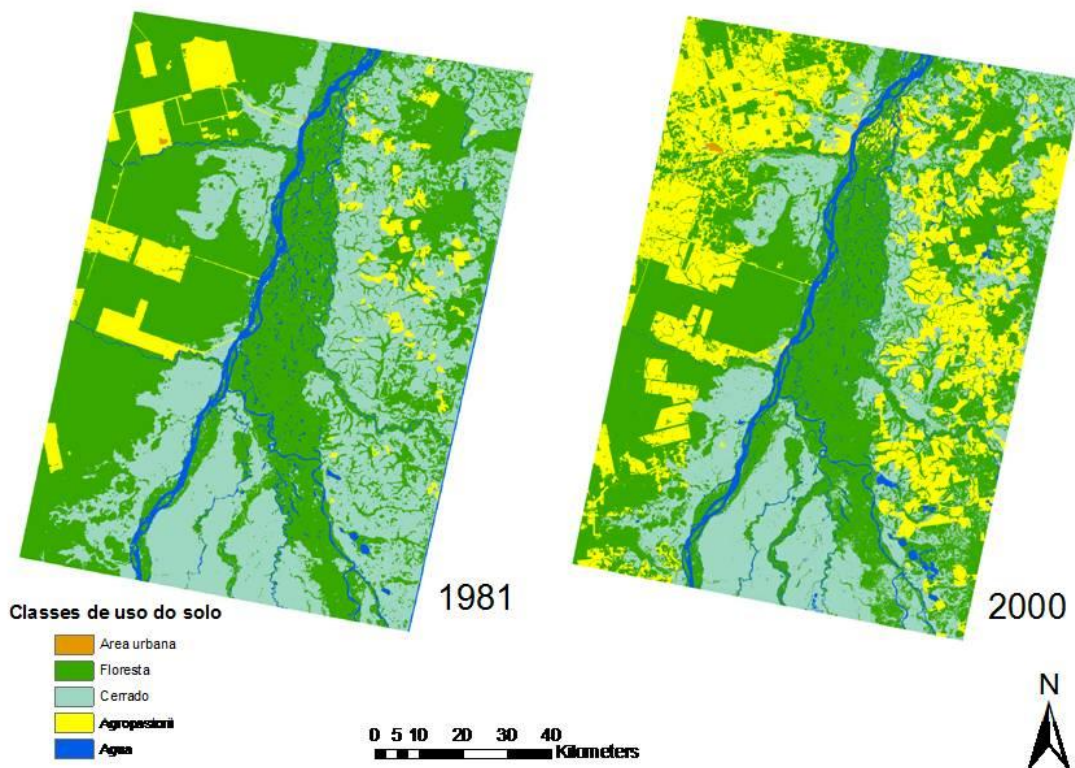 1981
2000
Classes de uso do solo
Area urbana
Floresta
Cerrado
Agropastoril
Agua
N
0 5 10 20 30 40
Kilometers